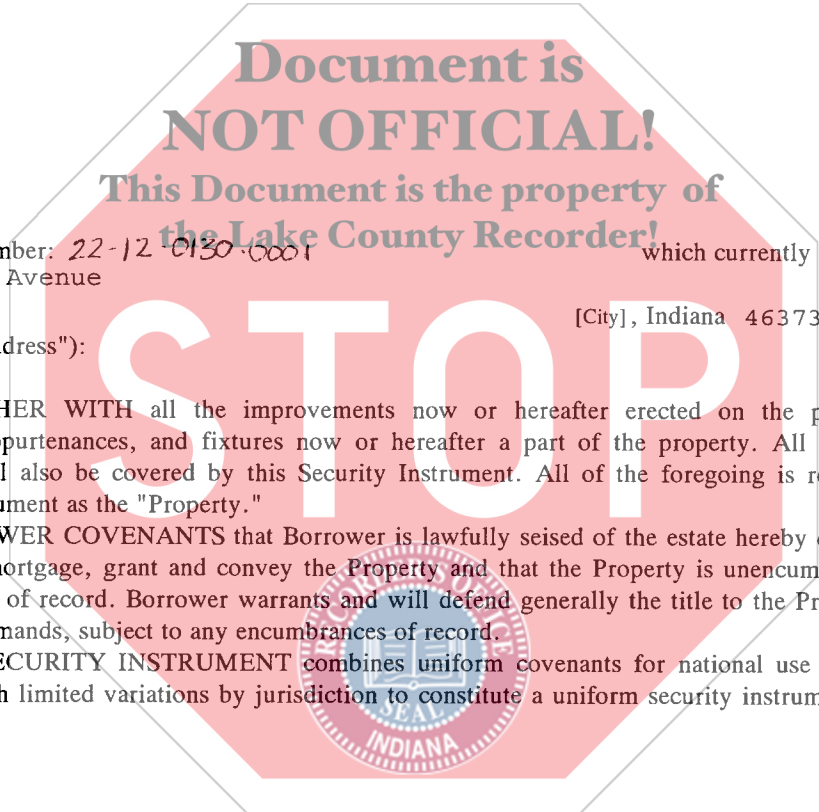 Document is
NOT OFFICIAL!
This Document is the property of
the Lake County Recorder!
mber: 22-12-0130-0001 which currently
Avenue
[City], Indiana 46373
dress"):
STOP
HER WITH all the improvements now or hereafter erected on the p
ppurtenances, and fixtures now or hereafter a part of the property. All
l also be covered by this Security Instrument. All of the foregoing is re
ument as the "Property."
WER COVENANTS that Borrower is lawfully seised of the estate hereby
ortgage, grant and convey the Property and that the Property is unencum
of record. Borrower warrants and will defend generally the title to the Pr
mands, subject to any encumbrances of record.
ECURITY INSTRUMENT combines uniform covenants for national use
h limited variations by jurisdiction to constitute a uniform security instrum
RECORDER'S OFFICE
SEAL
INDIANA